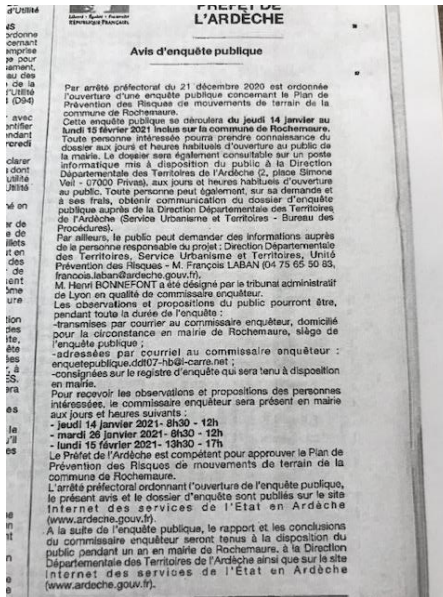 d'Utilité
Liberté • Égalité • Fraternité
RÉPUBLIQUE FRANÇAISE
PRÉFET DE
L'ARDÈCHE
Avis d'enquête publique
Par arrêté préfectoral du 21 décembre 2020 est ordonnée
l'ouverture d'une enquête publique concernant le Plan de
Prévention des Risques de mouvements de terrain de la
commune de Rochemaure.
Cette enquête publique se déroulera du jeudi 14 janvier au
lundi 15 février 2021 inclus sur la commune de Rochemaure.
Toute personne intéressée pourra prendre connaissance du
dossier aux jours et heures habituels d'ouverture au public de
la mairie. Le dossier sera également consultable sur un poste
informatique mis à disposition du public à la Direction
Départementale des Territoires de l'Ardèche (2, place Simone
Veil - 07000 Privas), aux jours et heures habituels d'ouverture
au public. Toute personne peut également, sur sa demande et
à ses frais, obtenir communication du dossier d'enquête
publique auprès de la Direction Départementale des Territoires
de l'Ardèche (Service Urbanisme et Territoires - Bureau des
Procédures).
Par ailleurs, le public peut demander des informations auprès
de la personne responsable du projet : Direction Départementale
des Territoires, Service Urbanisme et Territoires, Unité
Prévention des Risques - M. François LABAN (04 75 65 50 83,
francois.laban@ardeche.gouv.fr).
M. Henri BONNEFONT a été désigné par le tribunal administratif
de Lyon en qualité de commissaire enquêteur.
Les observations et propositions du public pourront être,
pendant toute la durée de l'enquête :
-transmises par courrier au commissaire enquêteur, domicilié
pour la circonstance en mairie de Rochemaure, siège de
l'enquête publique ;
-adressées par courriel au commissaire enquêteur :
enquetepublique.ddt07-hb@i-carre.net ;
-consignées sur le registre d'enquête qui sera tenu à disposition
en mairie.
Pour recevoir les observations et propositions des personnes
intéressées, le commissaire enquêteur sera présent en mairie
aux jours et heures suivants :
- jeudi 14 janvier 2021- 8h30 - 12h
- mardi 26 janvier 2021- 8h30 - 12h
- lundi 15 février 2021- 13h30 - 17h
Le Préfet de l'Ardèche est compétent pour approuver le Plan de
Prévention des Risques de mouvements de terrain de la
commune de Rochemaure.
L'arrêté préfectoral ordonnant l'ouverture de l'enquête publique,
le présent avis et le dossier d'enquête sont publiés sur le site
Internet des services de l'Etat en Ardèche
(www.ardeche.gouv.fr).
A la suite de l'enquête publique, le rapport et les conclusions
du commissaire enquêteur seront tenus à la disposition du
public pendant un an en mairie de Rochemaure, à la Direction
Départementale des Territoires de l'Ardèche ainsi que sur le site
Internet des services de l'Etat en Ardèche
(www.ardeche.gouv.fr).